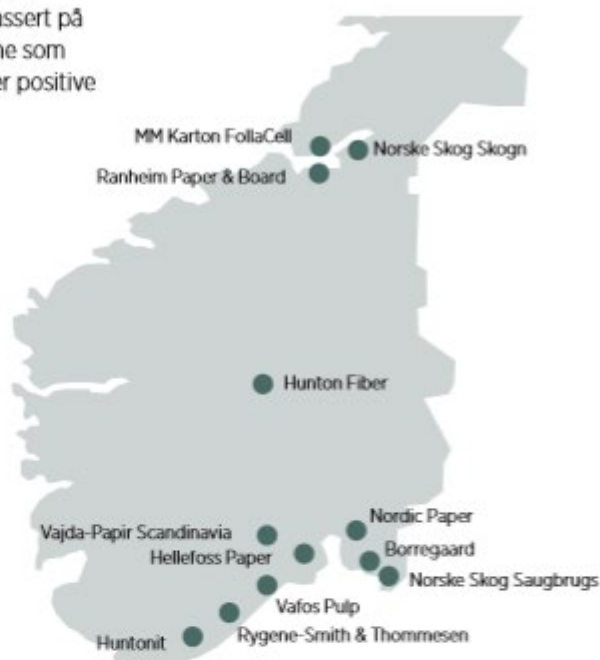 assert på
ne som
er positive
MM Karton FollaCell
Norske Skog Skogn
Ranheim Paper & Board
Hunton Fiber
Nordic Paper
Vajda-Papir Scandinavia
Borregaard
Hellefoss Paper
Norske Skog Saugbrugs
Vafos Pulp
Rygene-Smith & Thommesen
Huntonit